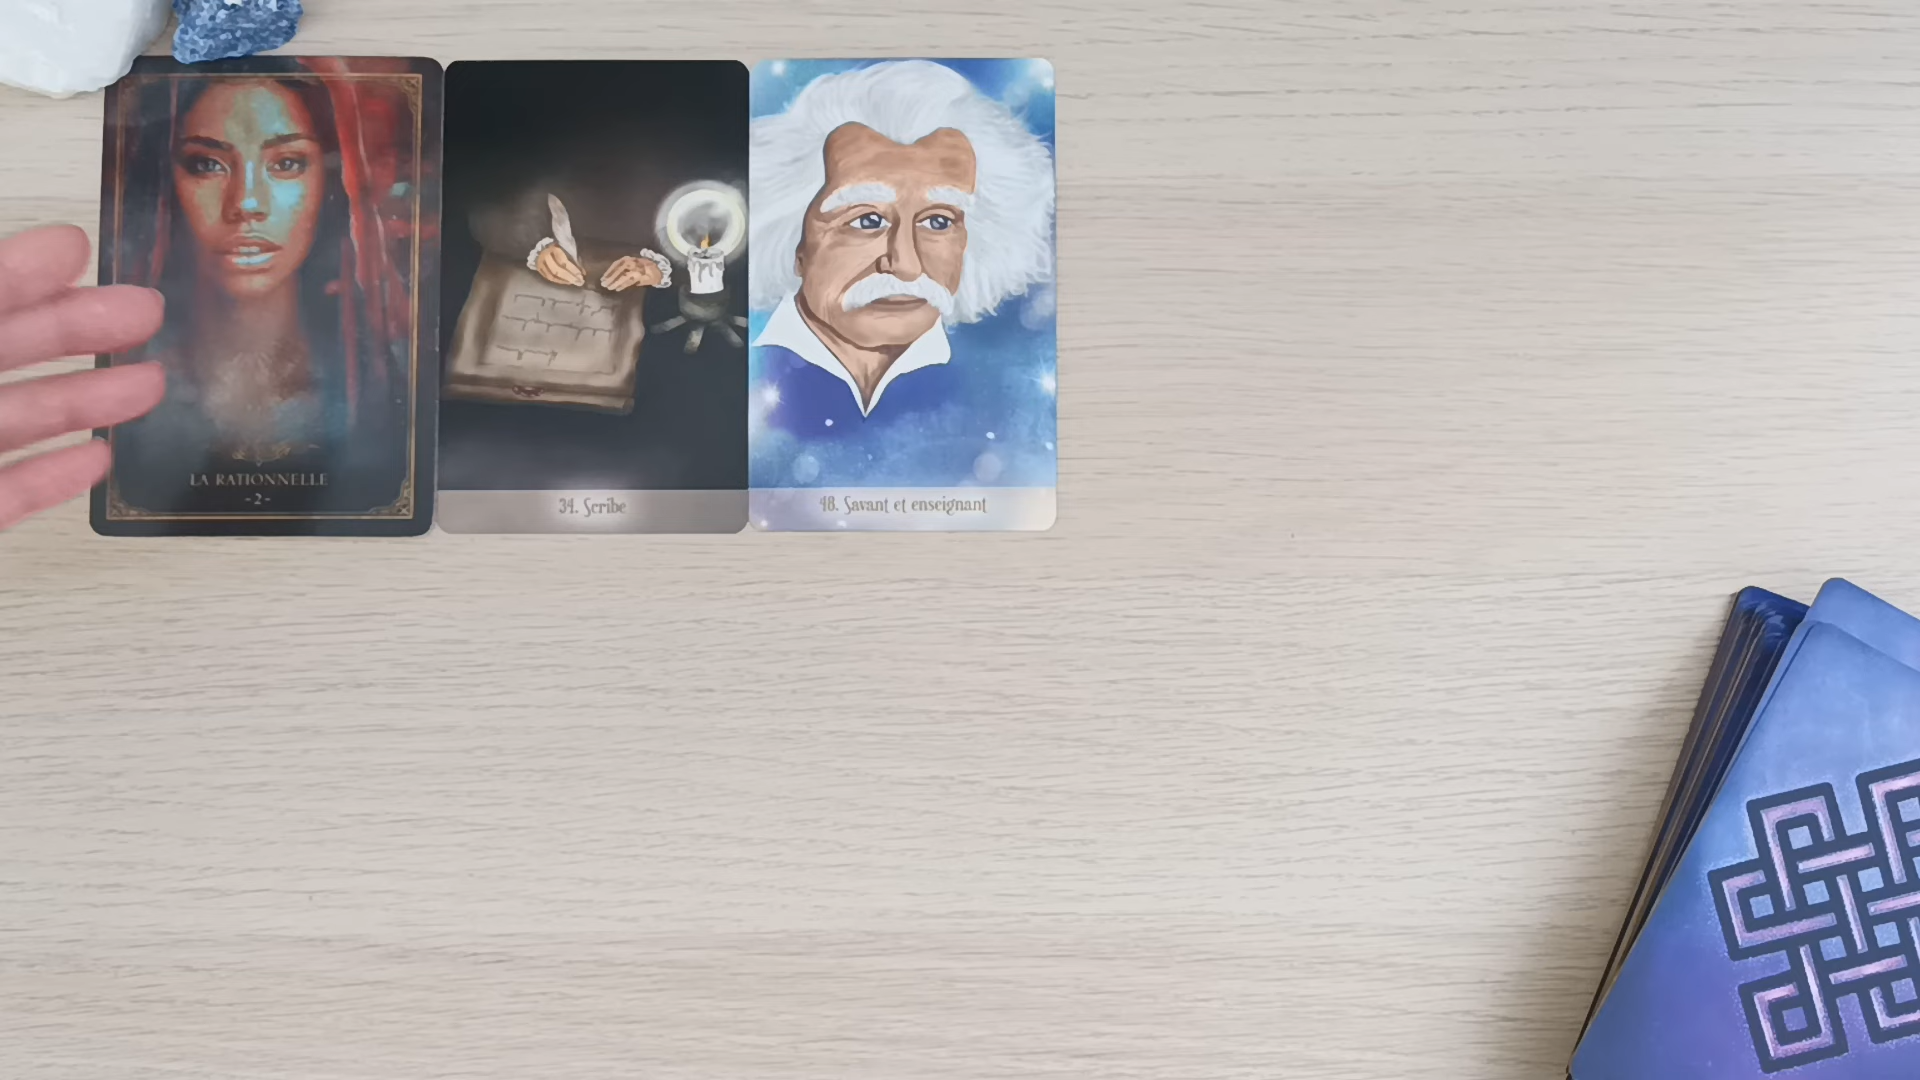 LA RATIONNELLE
-2-
34. Scribe
48. Savant et enseignant